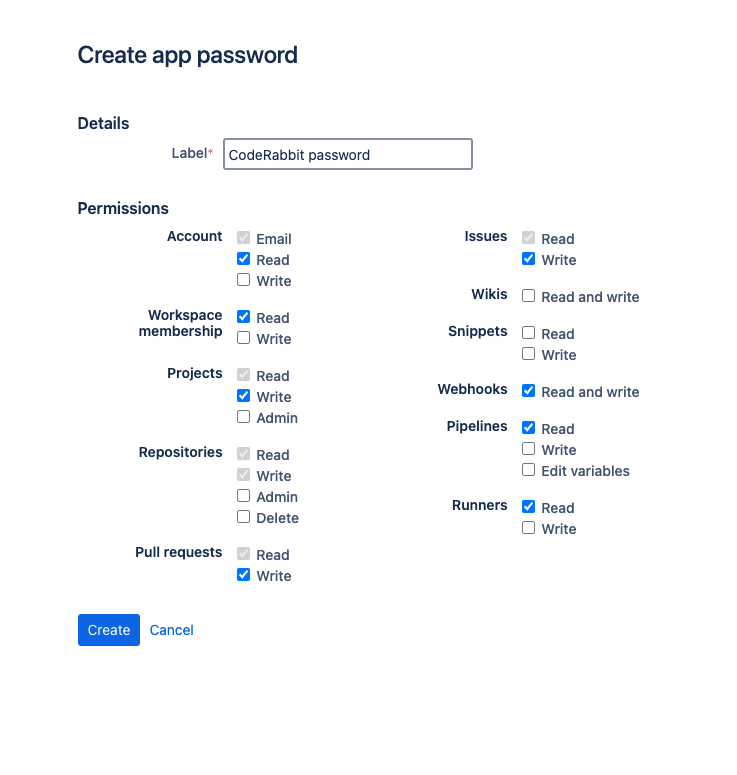 Create app password
Details
Label*
CodeRabbit password
Permissions
Account
Email
Read
Write
Workspace
membership
Read
Write
Projects
Read
Write
Admin
Repositories
Read
Write
Admin
Delete
Pull requests
Read
Write
Issues
Read
Write
Wikis
Read and write
Snippets
Read
Write
Webhooks
Read and write
Pipelines
Read
Write
Edit variables
Runners
Read
Write
Create
Cancel